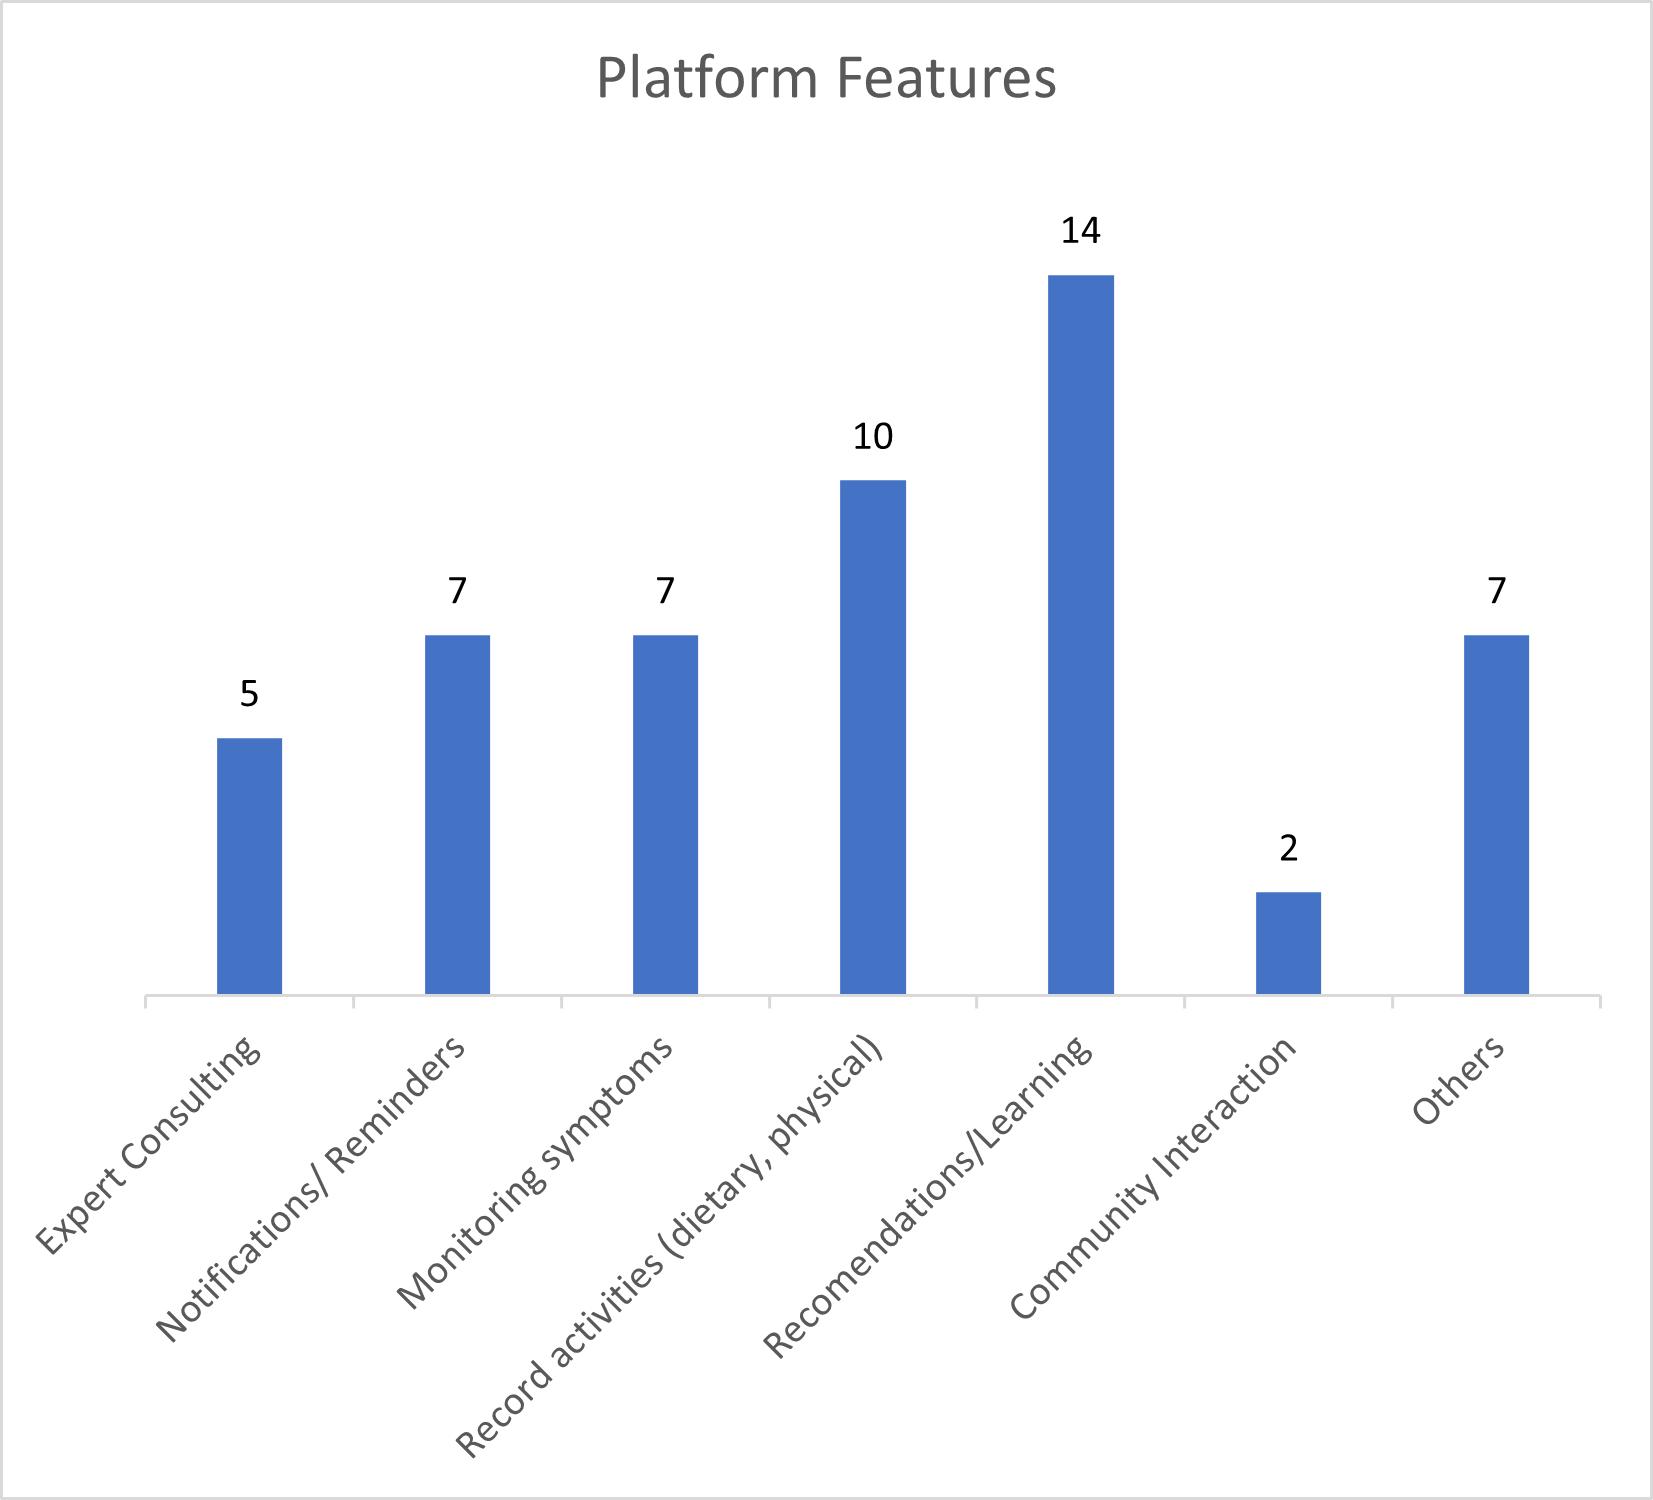 Platform Features
14
10
7
7
7
5
2
Expert Consulting
Notifications/ Reminders
Monitoring symptoms
Record activities (dietary, physical)
Recomendations/Learning
Community Interaction
Others